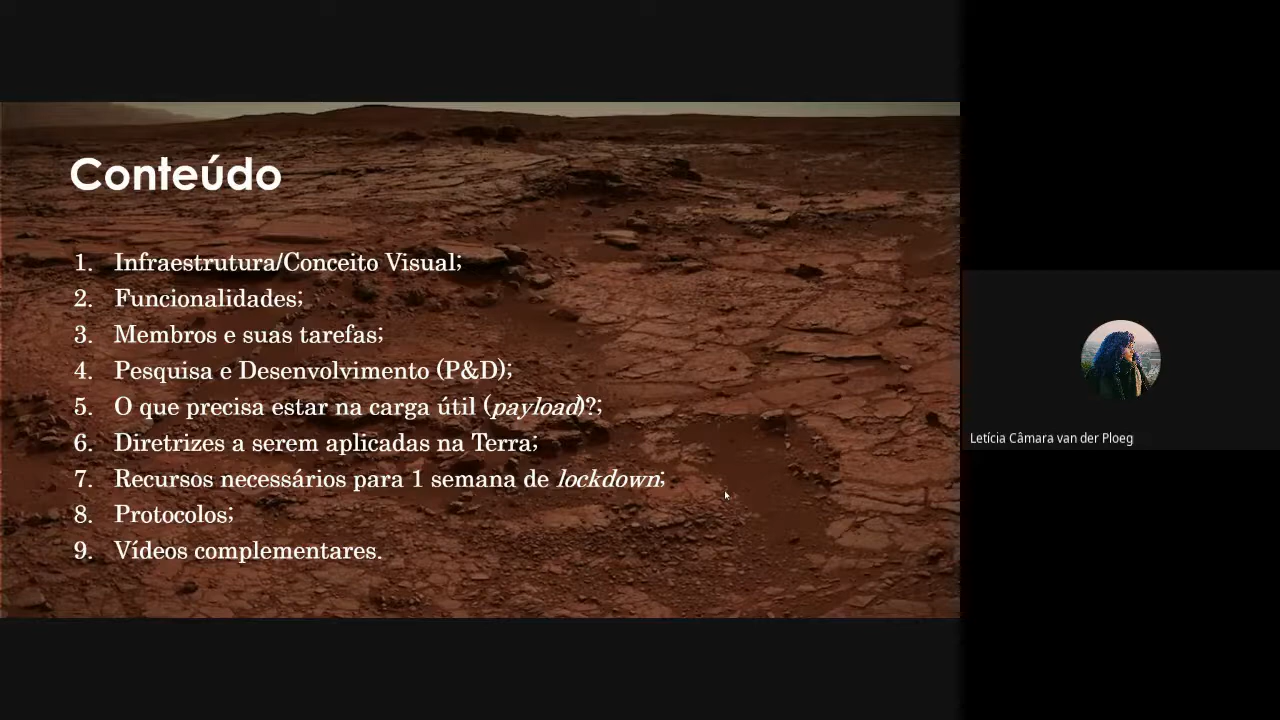 Conteúdo
1. Infraestrutura/Conceito Visual;
2. Funcionalidades;
3. Membros e suas tarefas;
4. Pesquisa e Desenvolvimento (P&D);
5. O que precisa estar na carga útil (payload)?;
6. Diretrizes a serem aplicadas na Terra;
7. Recursos necessários para 1 semana de lockdown;
8. Protocolos;
9. Vídeos complementares.
Letícia Câmara van der Ploeg